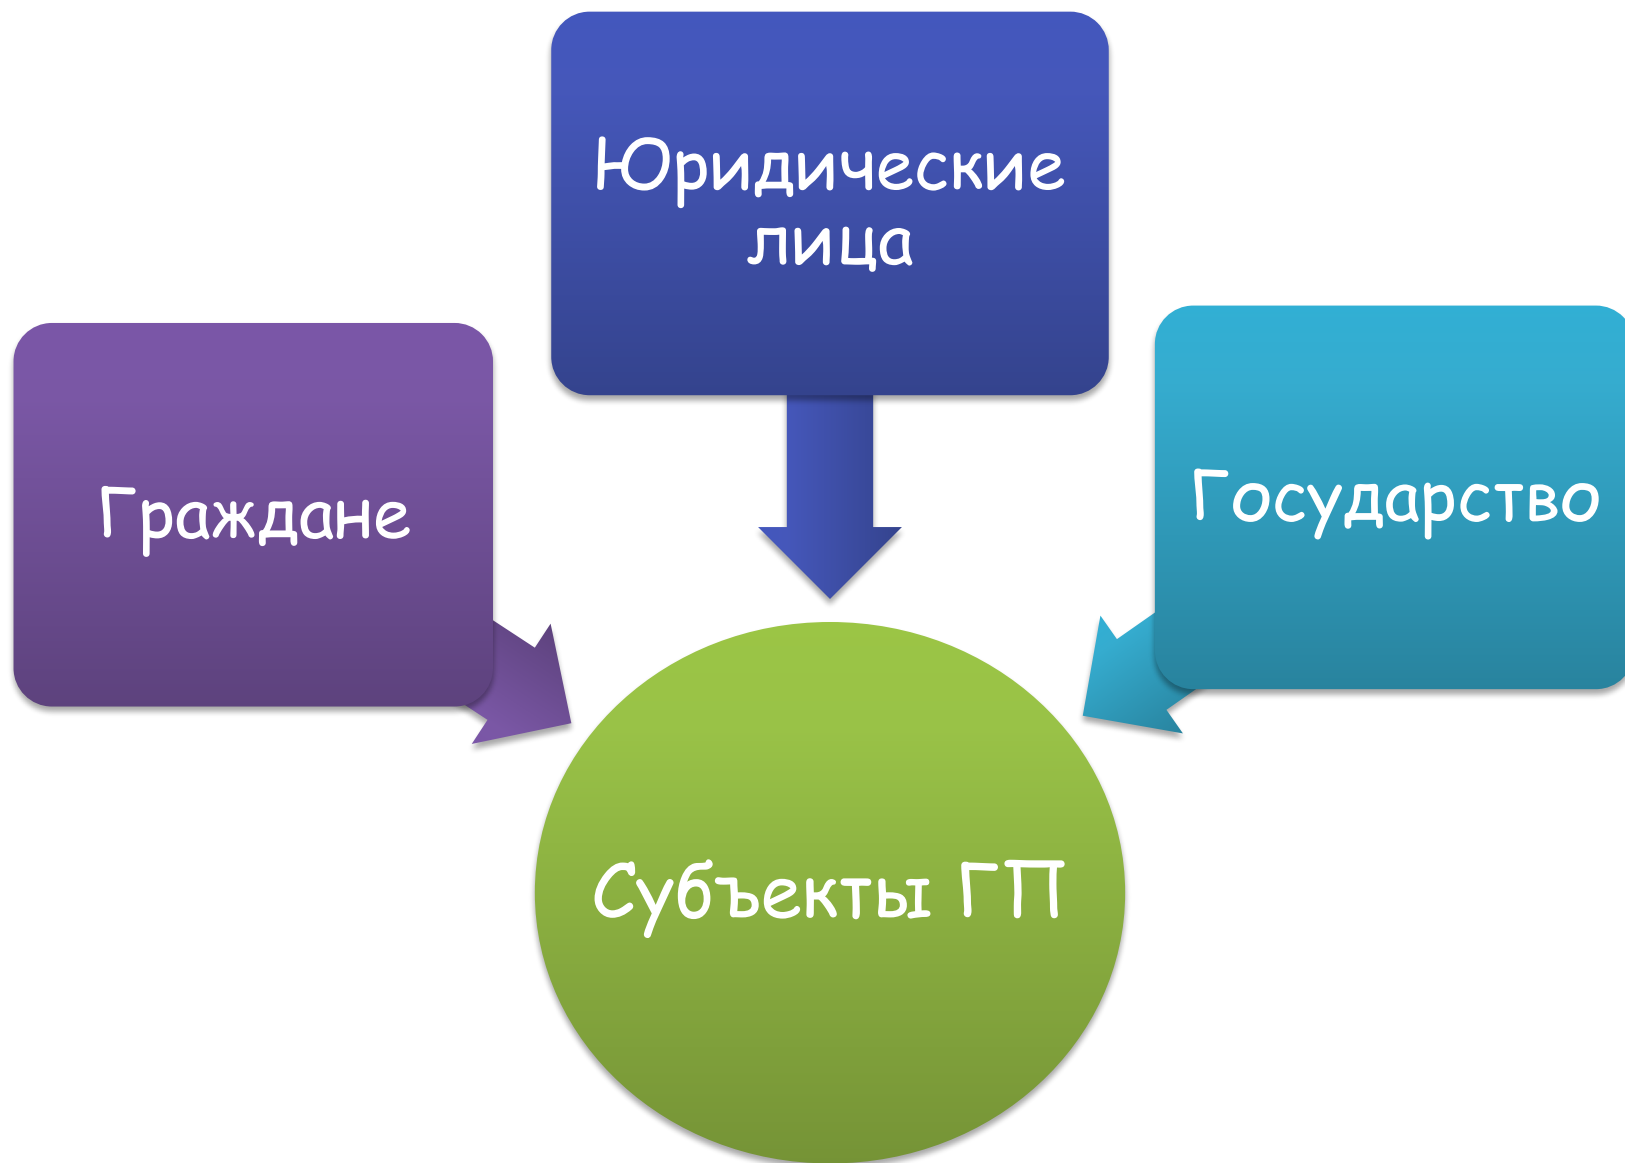 Юридические
лица
Граждане
Государство
Субъекты ГП